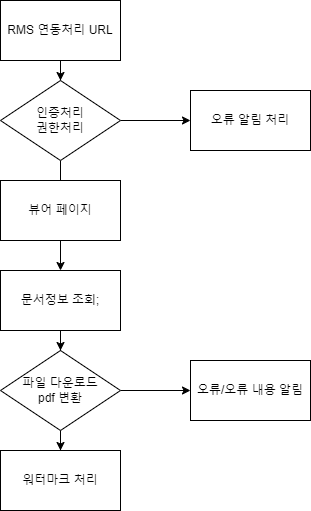 RMS 연동처리 URL
인증처리
권한처리
오류 알림 처리
뷰어 페이지
문서정보 조회;
파일 다운로드
pdf 변환
오류/오류 내용 알림
워터마크 처리